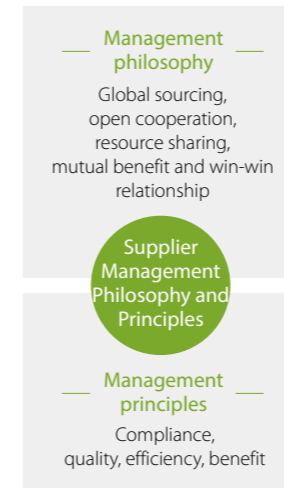 Management
philosophy
Global sourcing,
open cooperation,
resource sharing,
mutual benefit and win-win
relationship
Supplier
Management
Philosophy and
Principles
Management
principles
Compliance,
quality, efficiency, benefit